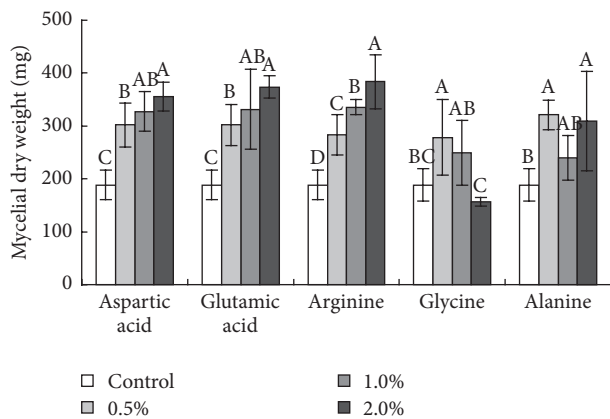 500
400
300
200
100
0
Mycelial dry weight (mg)
C B AB A
C B AB A
D C B A
BC A AB C
B A AB A
Aspartic acid
Glutamic acid
Arginine
Glycine
Alanine
Control
0.5%
1.0%
2.0%